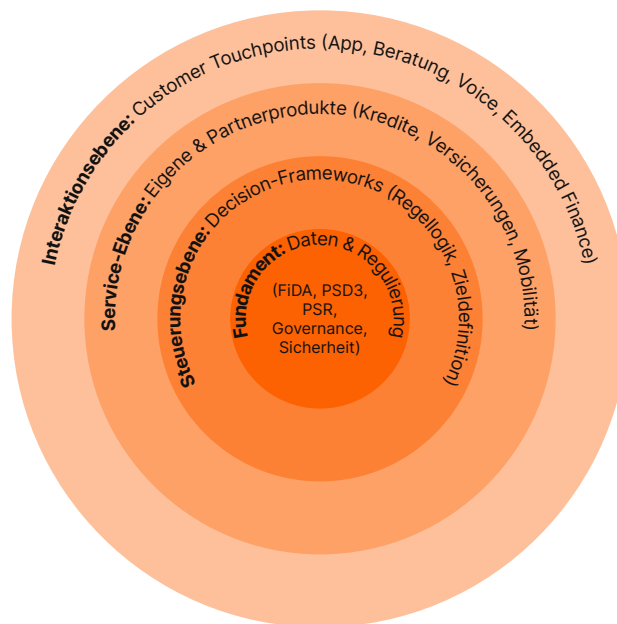 Interaktionsebene: Customer Touchpoints (App, Beratung, Voice, Embedded Finance)
Service-Ebene: Eigene & Partnerprodukte (Kredite, Versicherungen, Mobilität)
Steuerungsebene: Decision-Frameworks (Regellogik, Zieldefinition)
Fundament: Daten & Regulierung
(FiDA, PSD3,
PSR,
Governance,
Sicherheit)